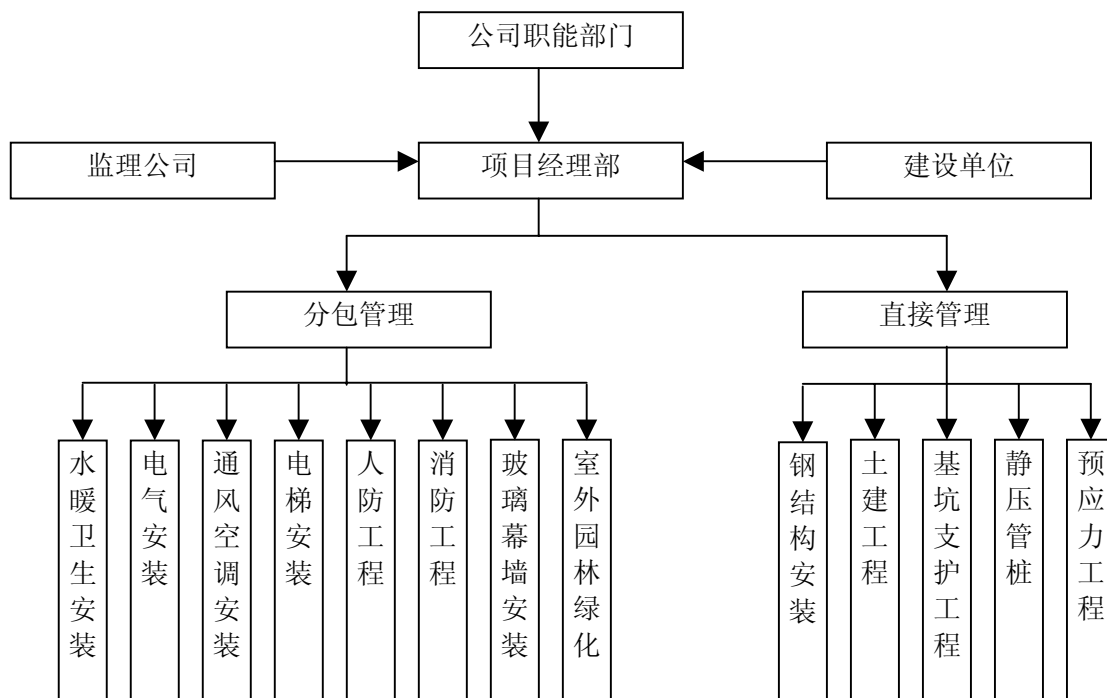 公司职能部门
监理公司
项目经理部
建设单位
分包管理
直接管理
水暖卫生安装
电气安装
通风空调安装
电梯安装
人防工程
消防工程
玻璃幕墙安装
室外园林绿化
钢结构安装
土建工程
基坑支护工程
静压管桩
预应力工程